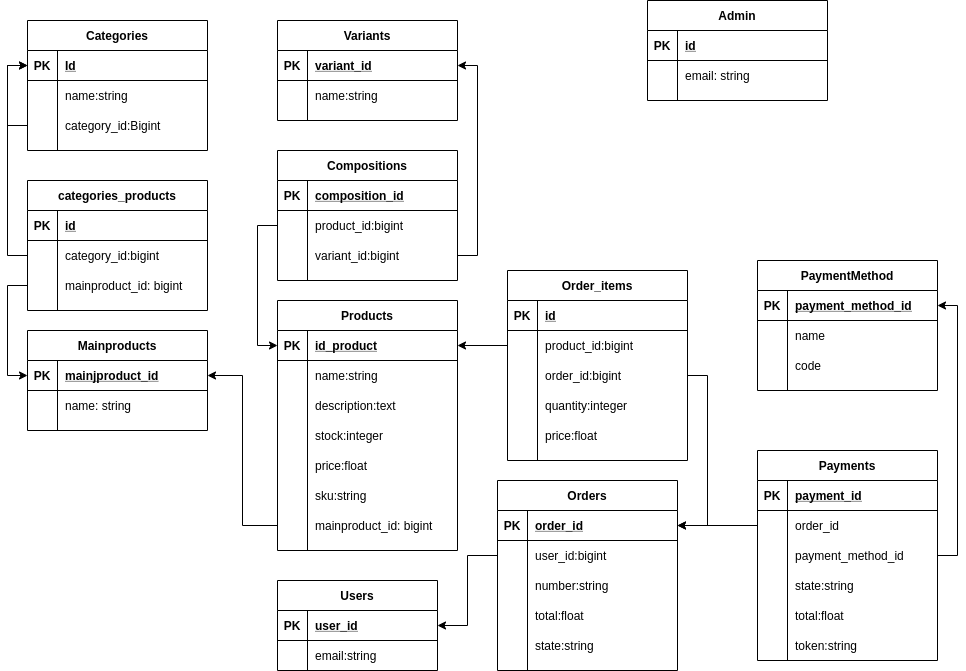 Categories
PK Id
name:string
category_id:Bigint
Variants
PK variant_id
name:string
Admin
PK id
email: string
categories_products
PK id
category_id:bigint
mainproduct_id: bigint
Compositions
PK composition_id
product_id:bigint
variant_id:bigint
Mainproducts
PK mainjproduct_id
name: string
Products
PK id_product
name:string
description:text
stock:integer
price:float
sku:string
mainproduct_id: bigint
Order_items
PK id
product_id:bigint
order_id:bigint
quantity:integer
price:float
PaymentMethod
PK payment_method_id
name
code
Orders
PK order_id
user_id:bigint
number:string
total:float
state:string
Payments
PK payment_id
order_id
payment_method_id
state:string
total:float
token:string
Users
PK user_id
email:string